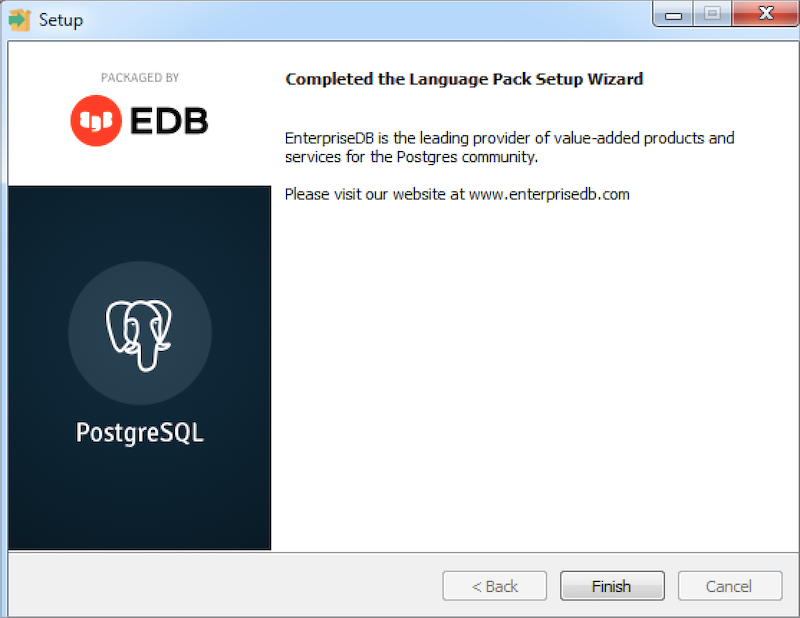 Setup
PACKAGED BY
EDB
Completed the Language Pack Setup Wizard
EnterpriseDB is the leading provider of value-added products and
services for the Postgres community.
Please visit our website at www.enterprisedb.com
PostgreSQL
< Back
Finish
Cancel